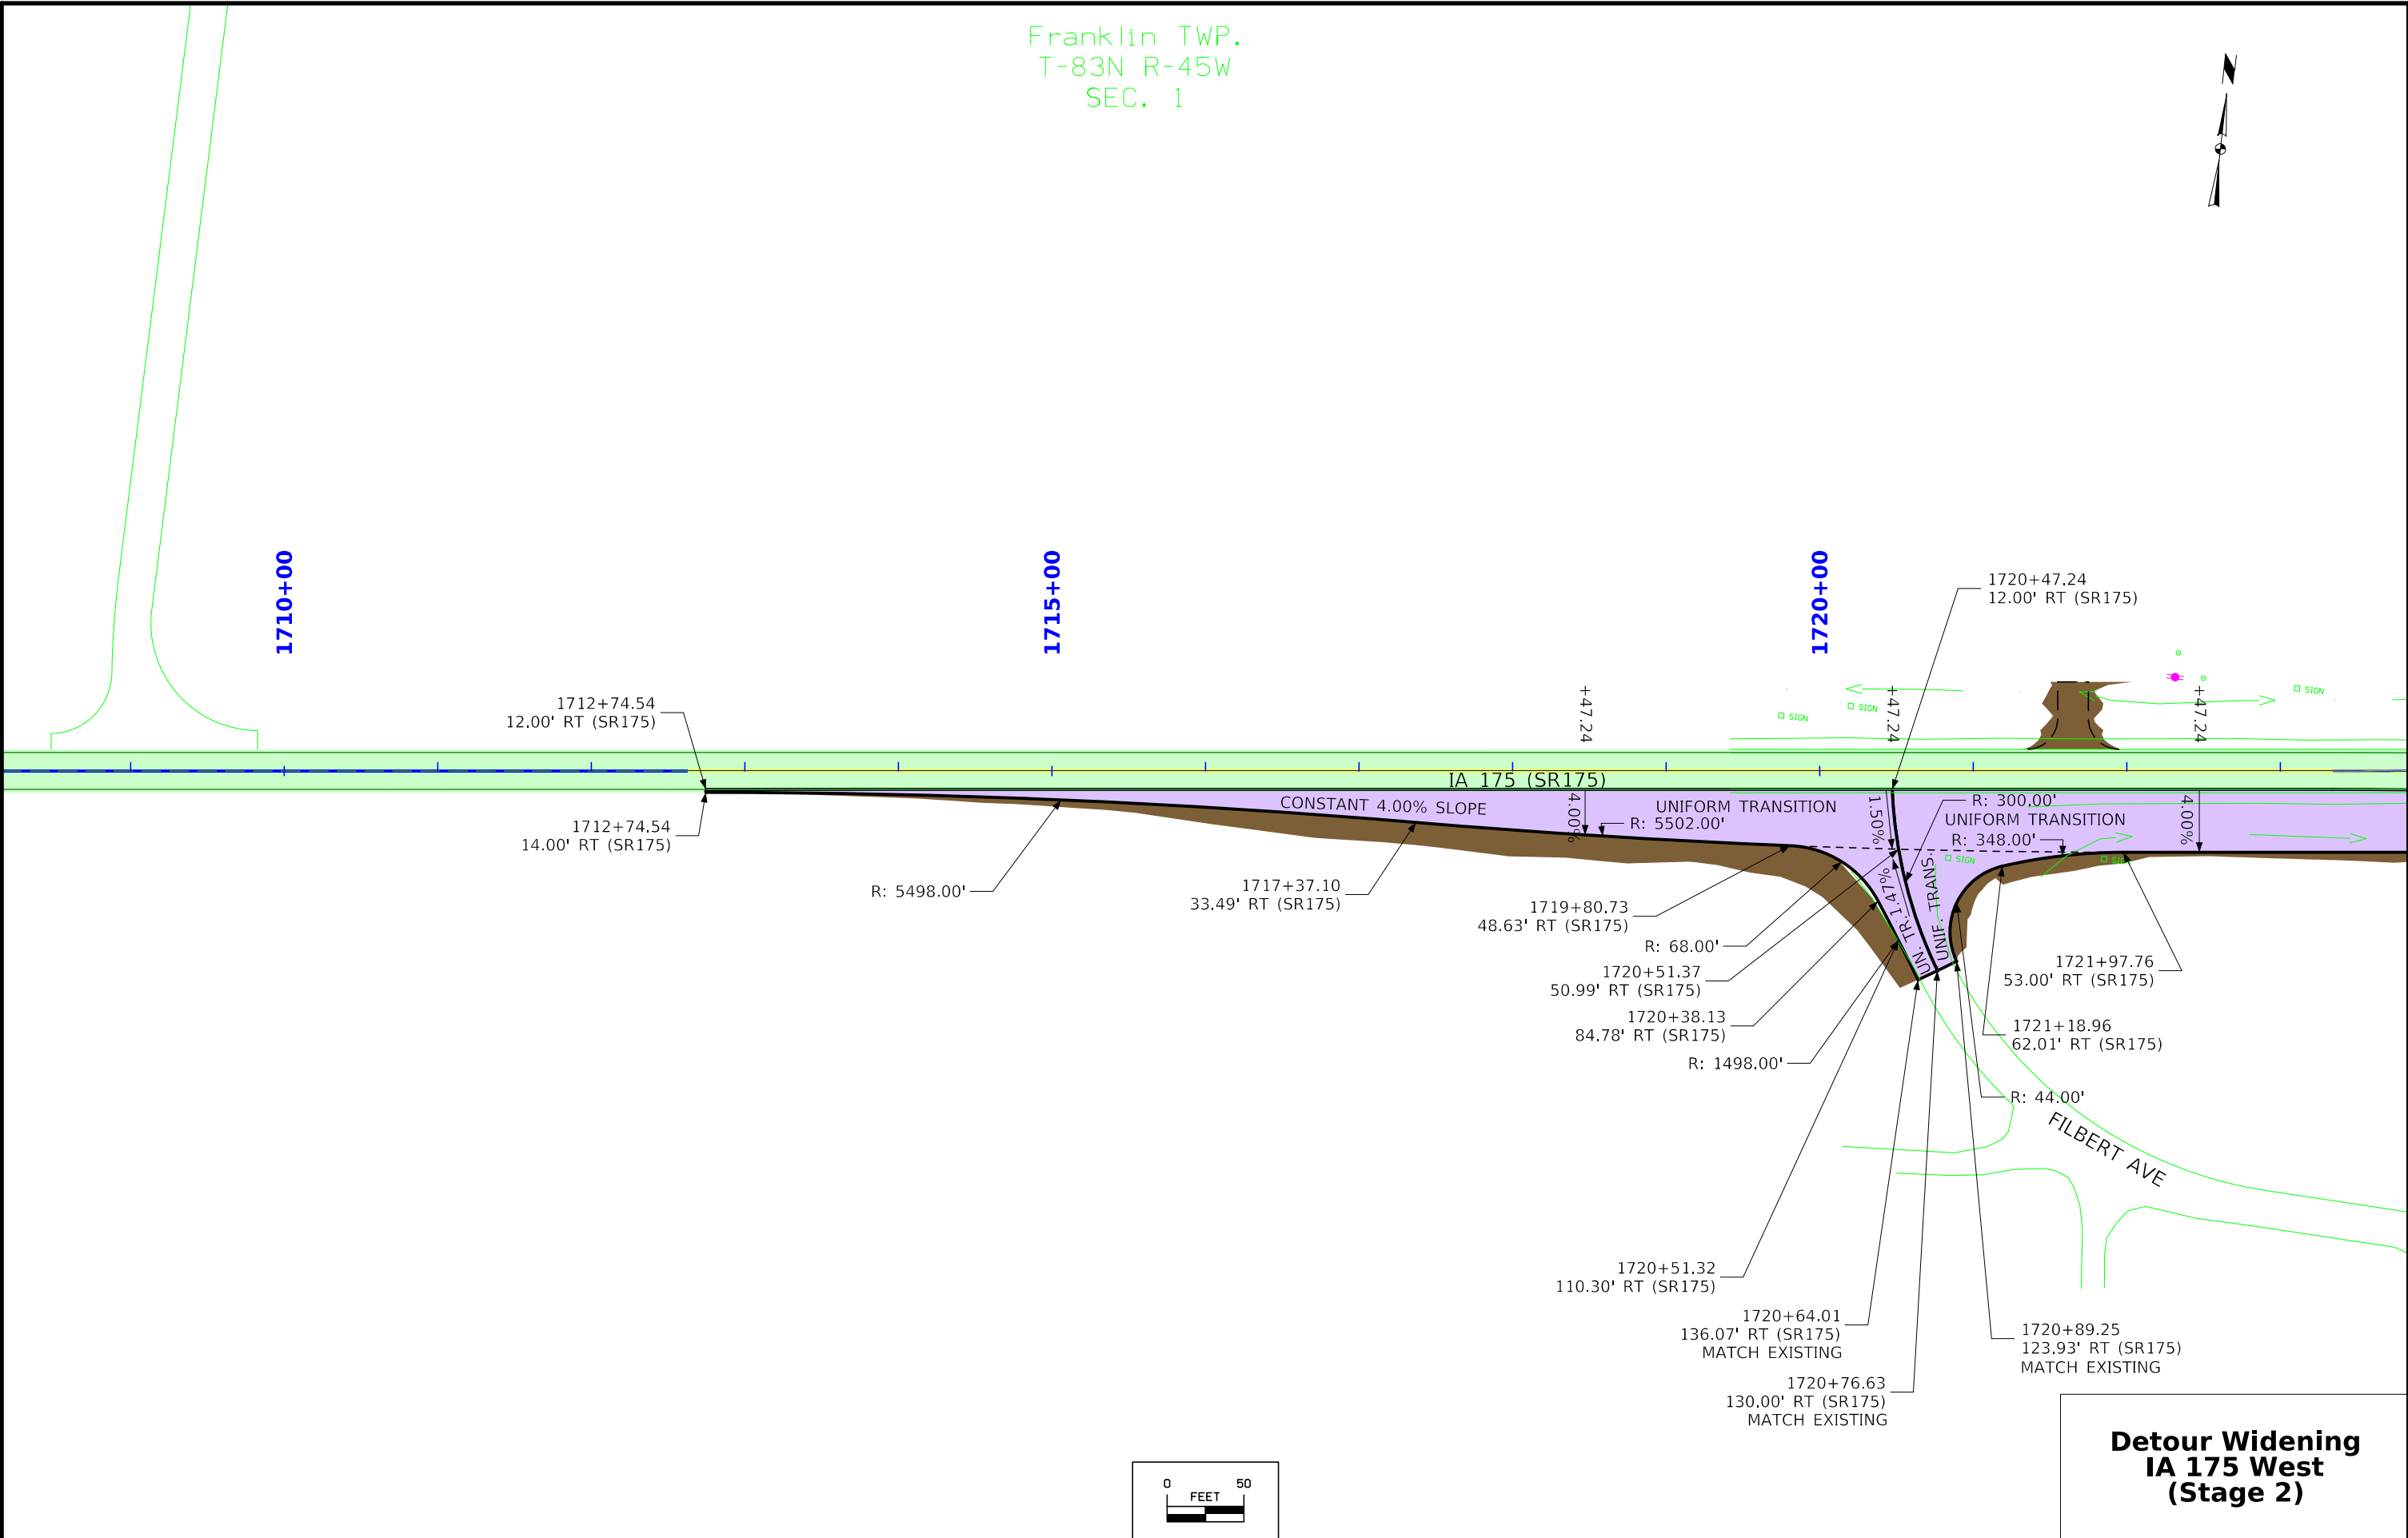 Franklin TWP.
T-83N R-45W
SEC. 1
N
1710+00
1715+00
1720+00
1720+47.24
12.00' RT (SR175)
1712+74.54
12.00' RT (SR175)
+47.24
+47.24
+47.24
SIGN
SIGN
SIGN
IA 175 (SR175)
CONSTANT 4.00% SLOPE
4.00%
UNIFORM TRANSITION
R: 5502.00'
1.50%
R: 300.00'
UNIFORM TRANSITION
R: 348.00'
4.00%
1712+74.54
14.00' RT (SR175)
SIGN
SIGN
R: 5498.00'
1717+37.10
33.49' RT (SR175)
1719+80.73
48.63' RT (SR175)
UN. TR. 1.47%
UNIF. TRANS.
R: 68.00'
1720+51.37
50.99' RT (SR175)
1721+97.76
53.00' RT (SR175)
1720+38.13
84.78' RT (SR175)
1721+18.96
62.01' RT (SR175)
R: 1498.00'
R: 44.00'
FILBERT AVE
1720+51.32
110.30' RT (SR175)
1720+64.01
136.07' RT (SR175)
MATCH EXISTING
1720+89.25
123.93' RT (SR175)
MATCH EXISTING
1720+76.63
130.00' RT (SR175)
MATCH EXISTING
Detour Widening
IA 175 West
(Stage 2)
0 50
FEET